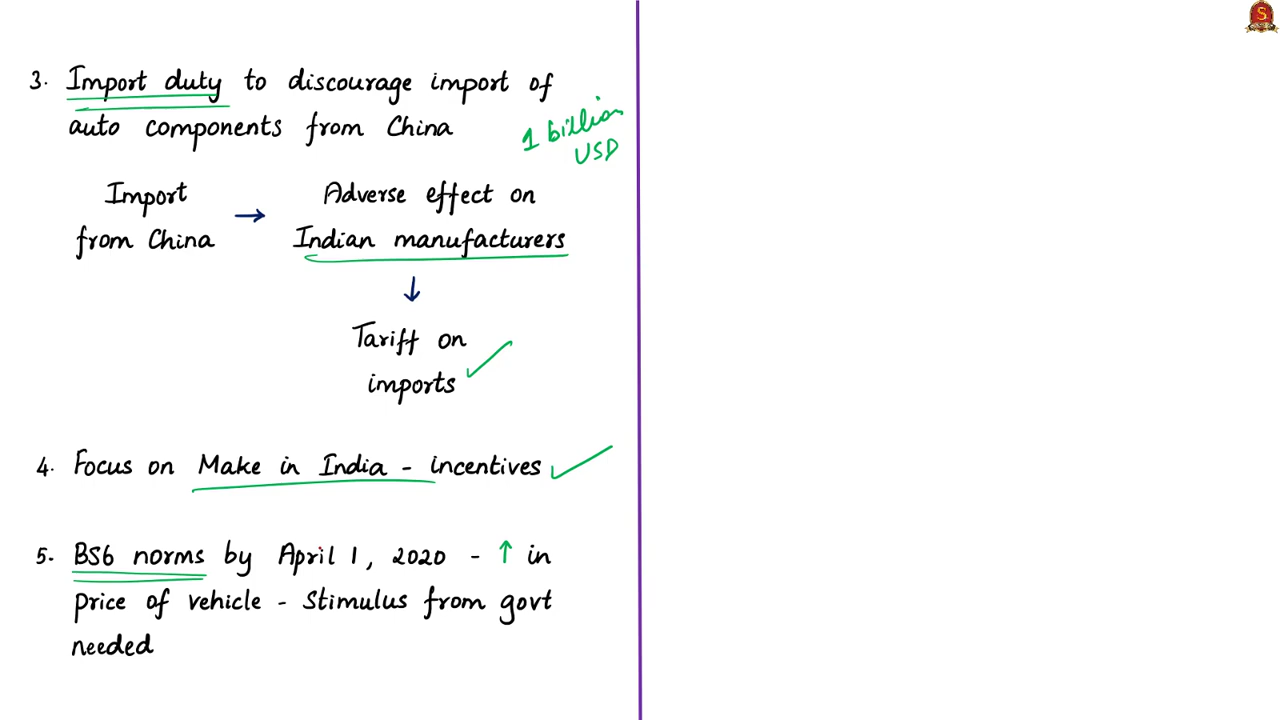 3. Import duty to discourage import of
auto components from China
1 billion
USD
Import
from China
→
Adverse effect on
Indian manufacturers
↓
Tariff on
imports
4. Focus on Make in India - incentives
5. BS6 norms by April 1, 2020 - ↑ in
price of vehicle - Stimulus from govt
needed
S